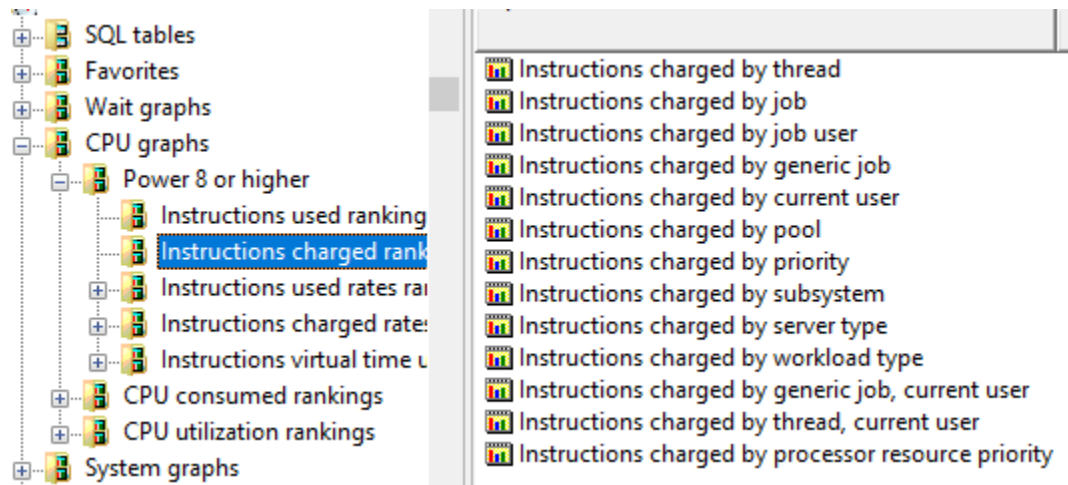 SQL tables
Favorites
Wait graphs
CPU graphs
Power 8 or higher
Instructions used ranking
Instructions charged rank
Instructions used rates ra
Instructions charged rate
Instructions virtual time
CPU consumed rankings
CPU utilization rankings
System graphs
Instructions charged by thread
Instructions charged by job
Instructions charged by job user
Instructions charged by generic job
Instructions charged by current user
Instructions charged by pool
Instructions charged by priority
Instructions charged by subsystem
Instructions charged by server type
Instructions charged by workload type
Instructions charged by generic job, current user
Instructions charged by thread, current user
Instructions charged by processor resource priority